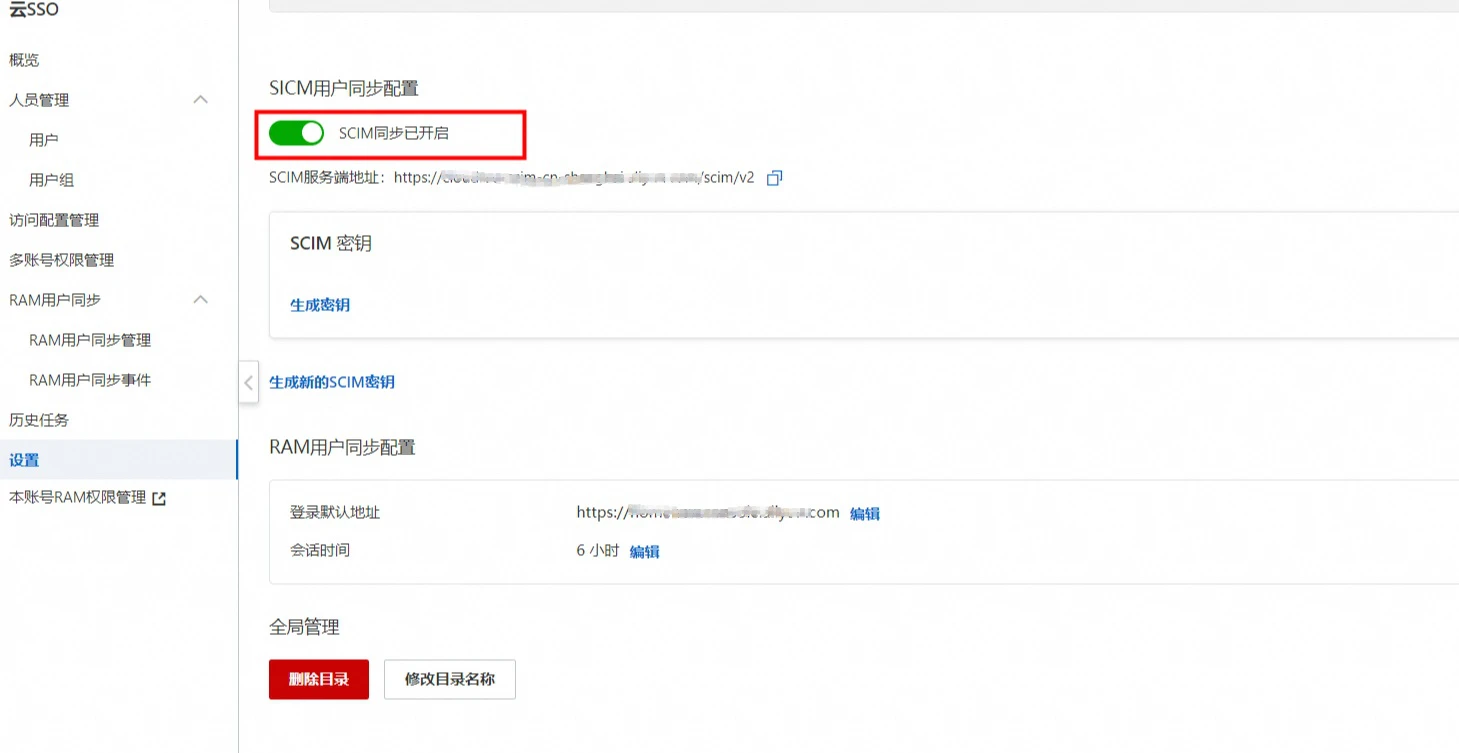 云SSO
概览
人员管理
用户
用户组
访问配置管理
多账号权限管理
RAM用户同步
RAM用户同步管理
RAM用户同步事件
历史任务
设置
本账号RAM权限管理
SICM用户同步配置
SCIM同步已开启
SCIM服务端地址：https:// /scim/v2
SCIM 密钥
生成密钥
生成新的SCIM密钥
RAM用户同步配置
登录默认地址 https:// .com 编辑
会话时间 6 小时 编辑
全局管理
删除目录 修改目录名称